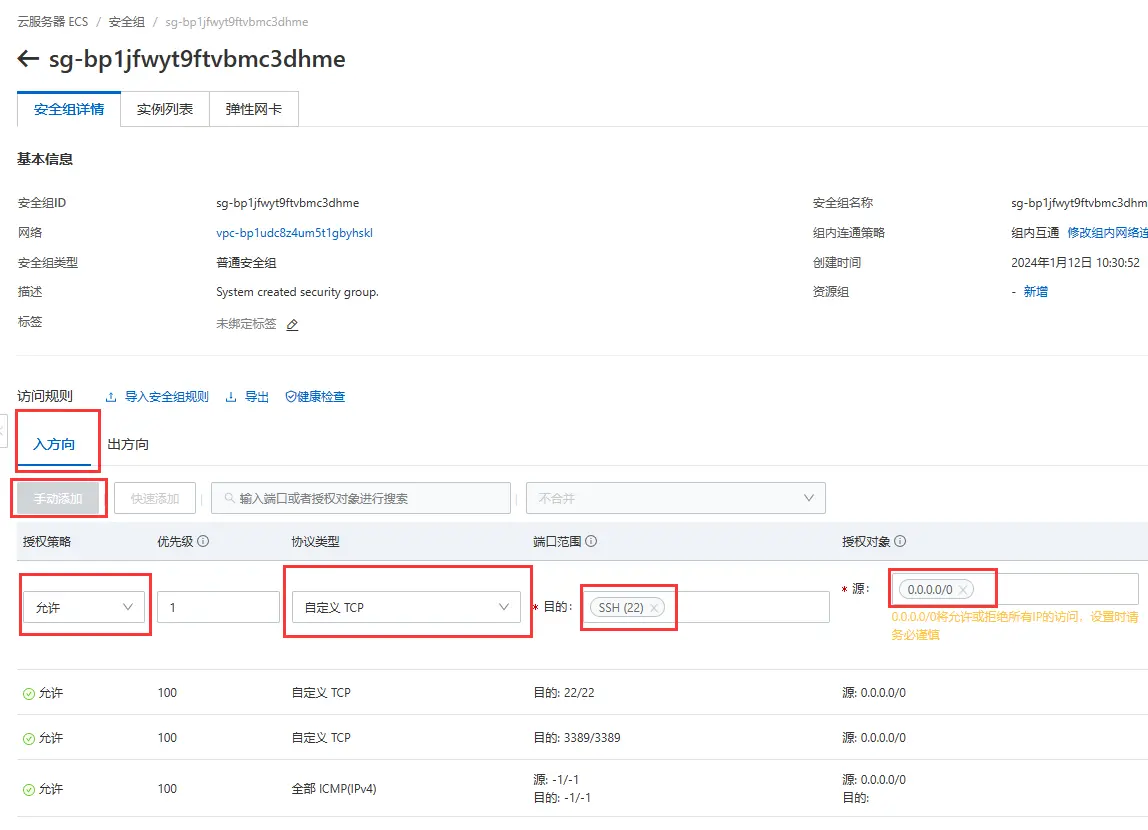 云服务器 ECS / 安全组 / sg-bp1jfwyt9ftvbmc3dhme
sg-bp1jfwyt9ftvbmc3dhme
安全组详情 实例列表 弹性网卡
基本信息
安全组ID sg-bp1jfwyt9ftvbmc3dhme 安全组名称 sg-bp1jfwyt9ftvbmc3dhm
网络 vpc-bp1udc8z4um5t1gbyhskl 组内连通策略 组内互通 修改组内网络连
安全组类型 普通安全组 创建时间 2024年1月12日 10:30:52
描述 System created security group. 资源组 - 新增
标签 未绑定标签
访问规则 导入安全组规则 导出 健康检查
入方向 出方向
手动添加 快速添加 输入端口或者授权对象进行搜索 不合并
授权策略 优先级 协议类型 端口范围 授权对象
允许 1 自定义 TCP * 目的: SSH (22) * 源: 0.0.0.0/0
0.0.0.0/0将允许或拒绝所有IP的访问，设置时请
务必谨慎
允许 100 自定义 TCP 目的: 22/22 源: 0.0.0.0/0
允许 100 自定义 TCP 目的: 3389/3389 源: 0.0.0.0/0
允许 100 全部 ICMP(IPv4) 源: -1/-1 源: 0.0.0.0/0
目的: -1/-1 目的: